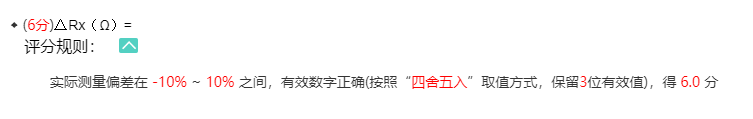 ◆ (6分)△Rx（Ω）=
评分规则：
实际测量偏差在 -10% ~ 10% 之间，有效数字正确(按照“四舍五入”取值方式，保留3位有效值)，得 6.0 分